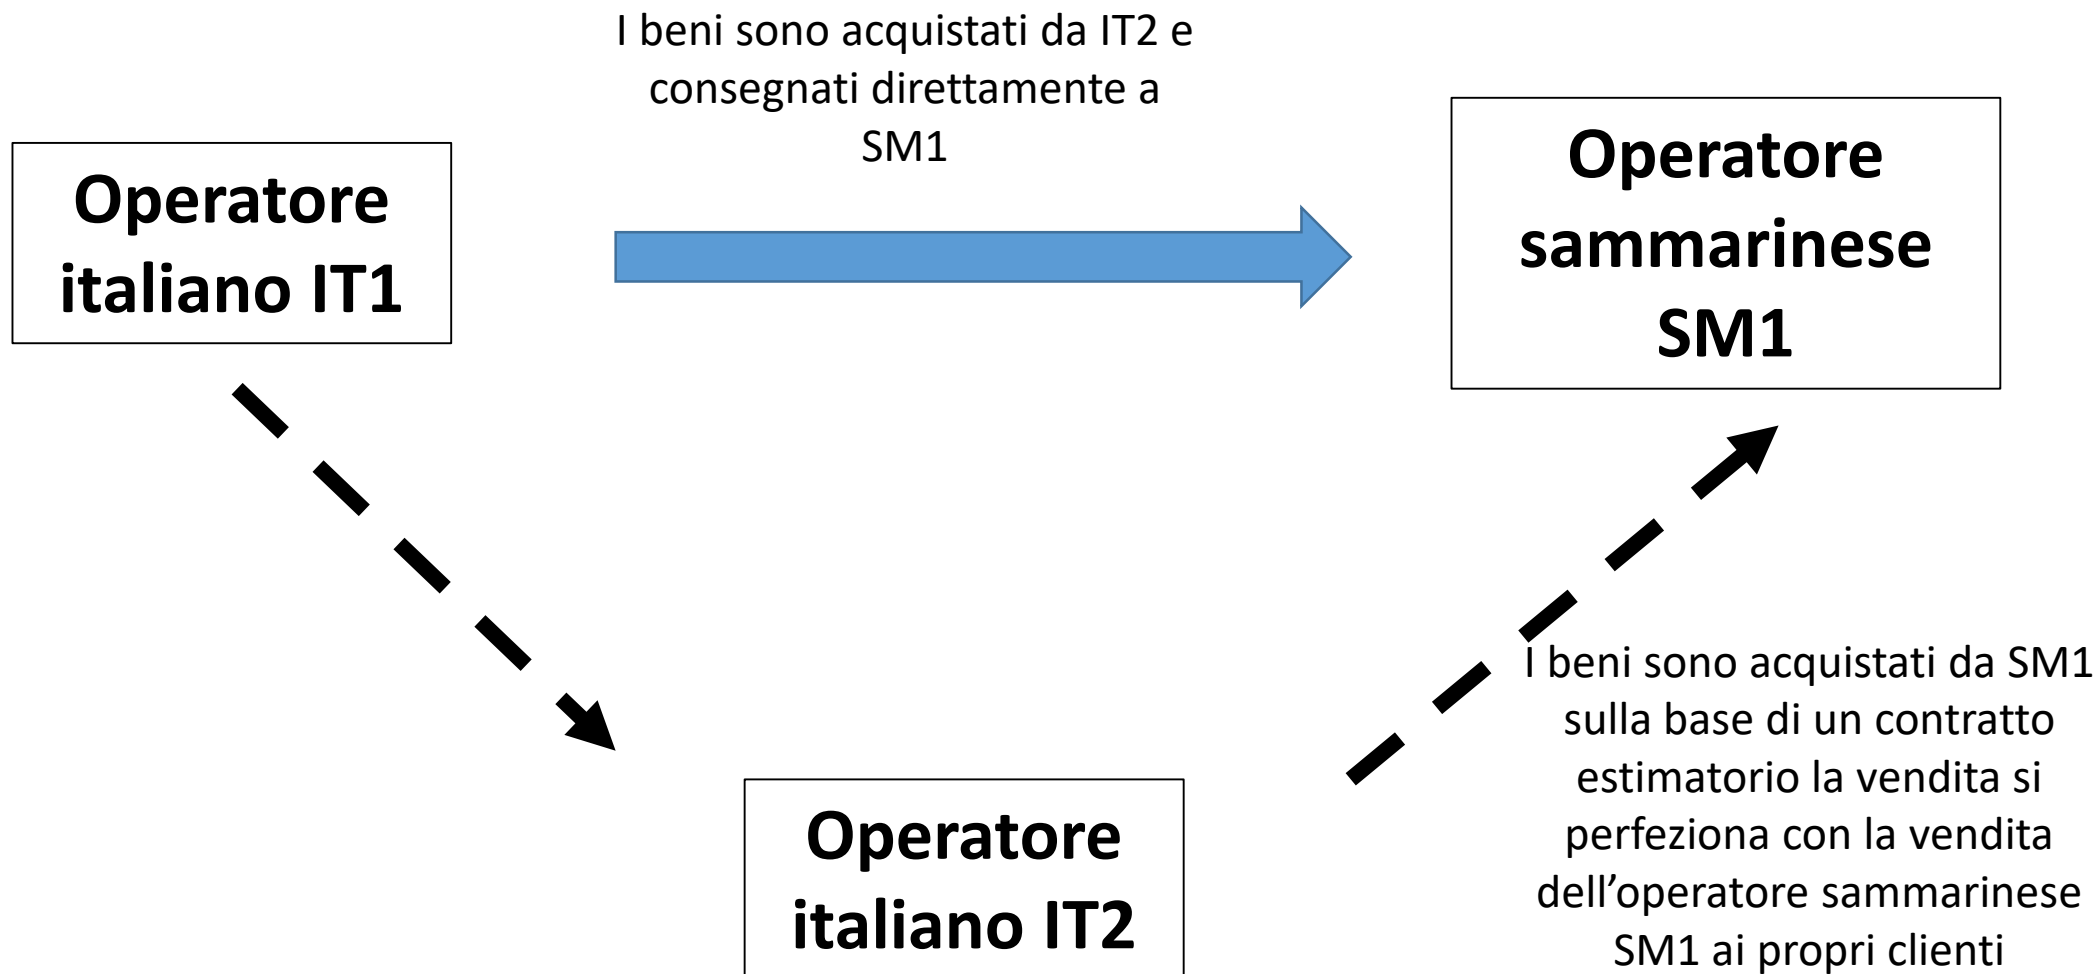 I beni sono acquistati da IT2 e
consegnati direttamente a
SM1
Operatore
italiano IT1
Operatore
sammarinese
SM1
I beni sono acquistati da SM1
sulla base di un contratto
estimatorio la vendita si
perfeziona con la vendita
dell’operatore sammarinese
SM1 ai propri clienti
Operatore
italiano IT2